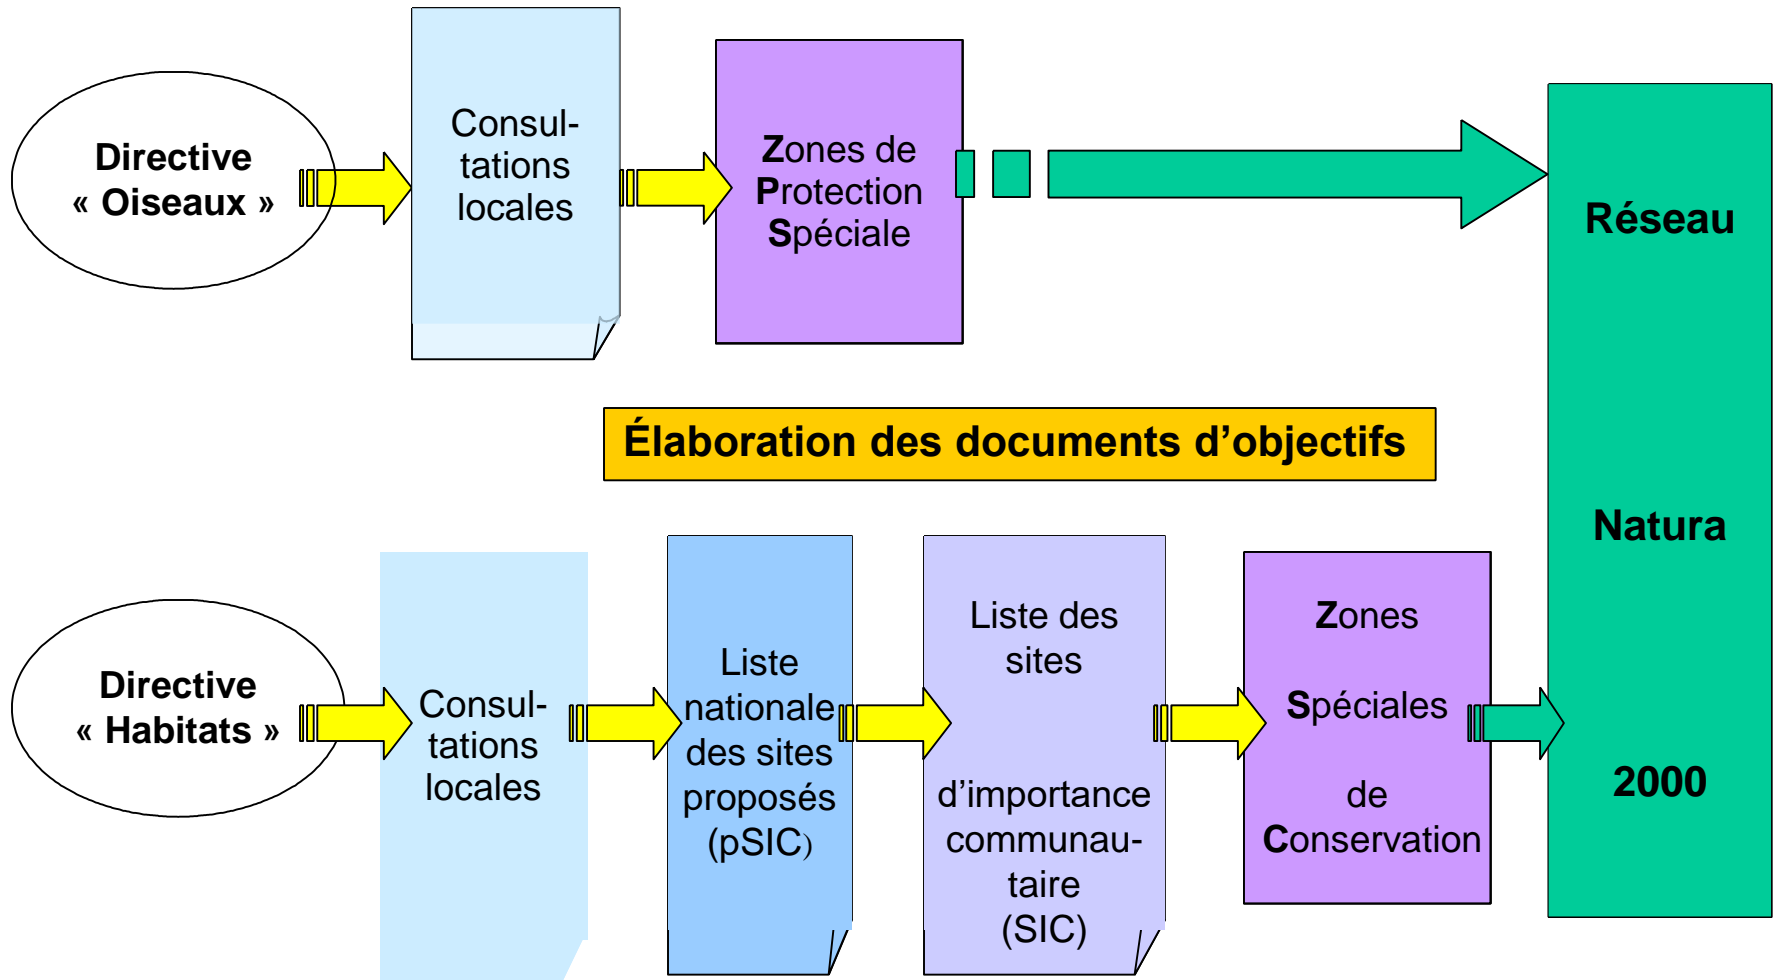 Directive
« Oiseaux »
Consul-
tations
locales
Zones de
Protection
Spéciale
Élaboration des documents d’objectifs
Directive
« Habitats »
Consul-
tations
locales
Liste
nationale
des sites
proposés
(pSIC)
Liste des
sites
d’importance
communau-
taire
(SIC)
Zones
Spéciales
de
Conservation
Réseau
Natura
2000